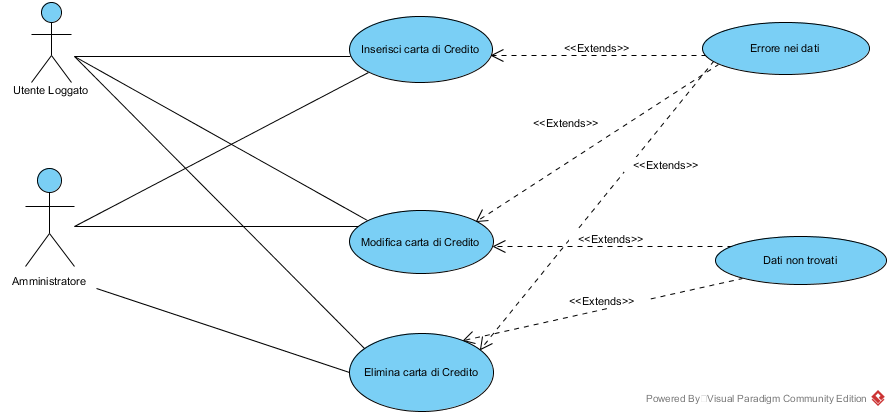 Utente Loggato
Inserisci carta di Credito
<<Extends>>
Errore nei dati
<<Extends>>
<<Extends>>
Amministratore
Modifica carta di Credito
<<Extends>>
Dati non trovati
<<Extends>>
Elimina carta di Credito
Powered By Visual Paradigm Community Edition